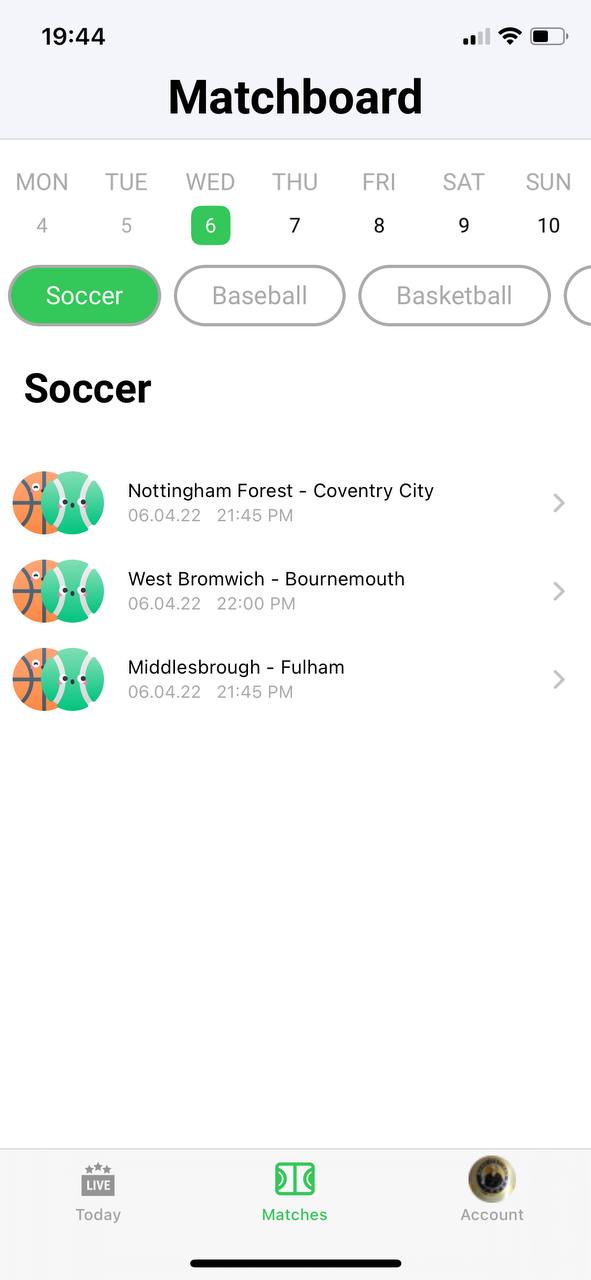 19:44
Matchboard
MON TUE WED THU FRI SAT SUN
4 5 6 7 8 9 10
Soccer Baseball Basketball
Soccer
Nottingham Forest - Coventry City
06.04.22 21:45 PM
West Bromwich - Bournemouth
06.04.22 22:00 PM
Middlesbrough - Fulham
06.04.22 21:45 PM
LIVE
Today Matches Account